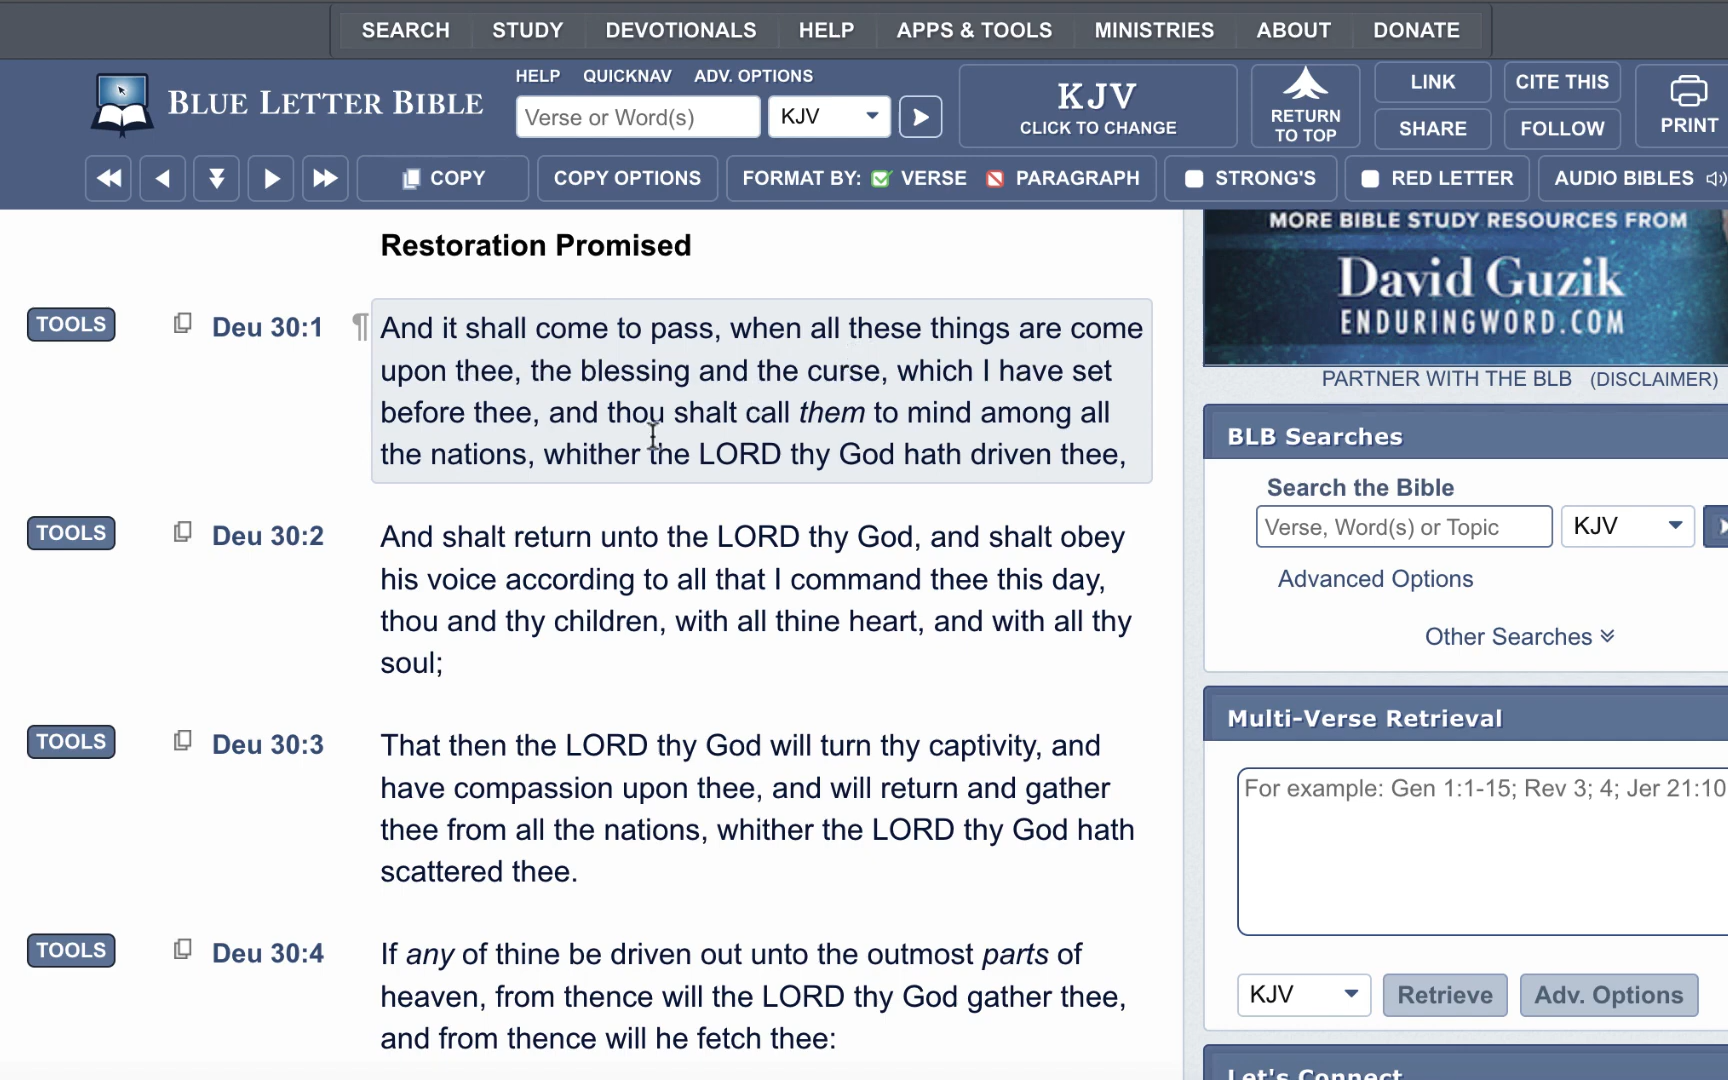 SEARCH STUDY DEVOTIONALS HELP APPS & TOOLS MINISTRIES ABOUT DONATE
BLUE LETTER BIBLE
HELP QUICKNAV ADV. OPTIONS
Verse or Word(s) KJV
KJV
CLICK TO CHANGE
RETURN
TO TOP
LINK CITE THIS
SHARE FOLLOW
PRINT
COPY COPY OPTIONS FORMAT BY: VERSE PARAGRAPH STRONG'S RED LETTER AUDIO BIBLES
Restoration Promised
TOOLS Deu 30:1 ¶ And it shall come to pass, when all these things are come
upon thee, the blessing and the curse, which I have set
before thee, and thou shalt call them to mind among all
the nations, whither the LORD thy God hath driven thee,
TOOLS Deu 30:2 And shalt return unto the LORD thy God, and shalt obey
his voice according to all that I command thee this day,
thou and thy children, with all thine heart, and with all thy
soul;
TOOLS Deu 30:3 That then the LORD thy God will turn thy captivity, and
have compassion upon thee, and will return and gather
thee from all the nations, whither the LORD thy God hath
scattered thee.
TOOLS Deu 30:4 If any of thine be driven out unto the outmost parts of
heaven, from thence will the LORD thy God gather thee,
and from thence will he fetch thee:
MORE BIBLE STUDY RESOURCES FROM
David Guzik
ENDURINGWORD.COM
PARTNER WITH THE BLB (DISCLAIMER)
BLB Searches
Search the Bible
Verse, Word(s) or Topic KJV
Advanced Options
Other Searches
Multi-Verse Retrieval
For example: Gen 1:1-15; Rev 3; 4; Jer 21:10
KJV Retrieve Adv. Options
Let's Connect